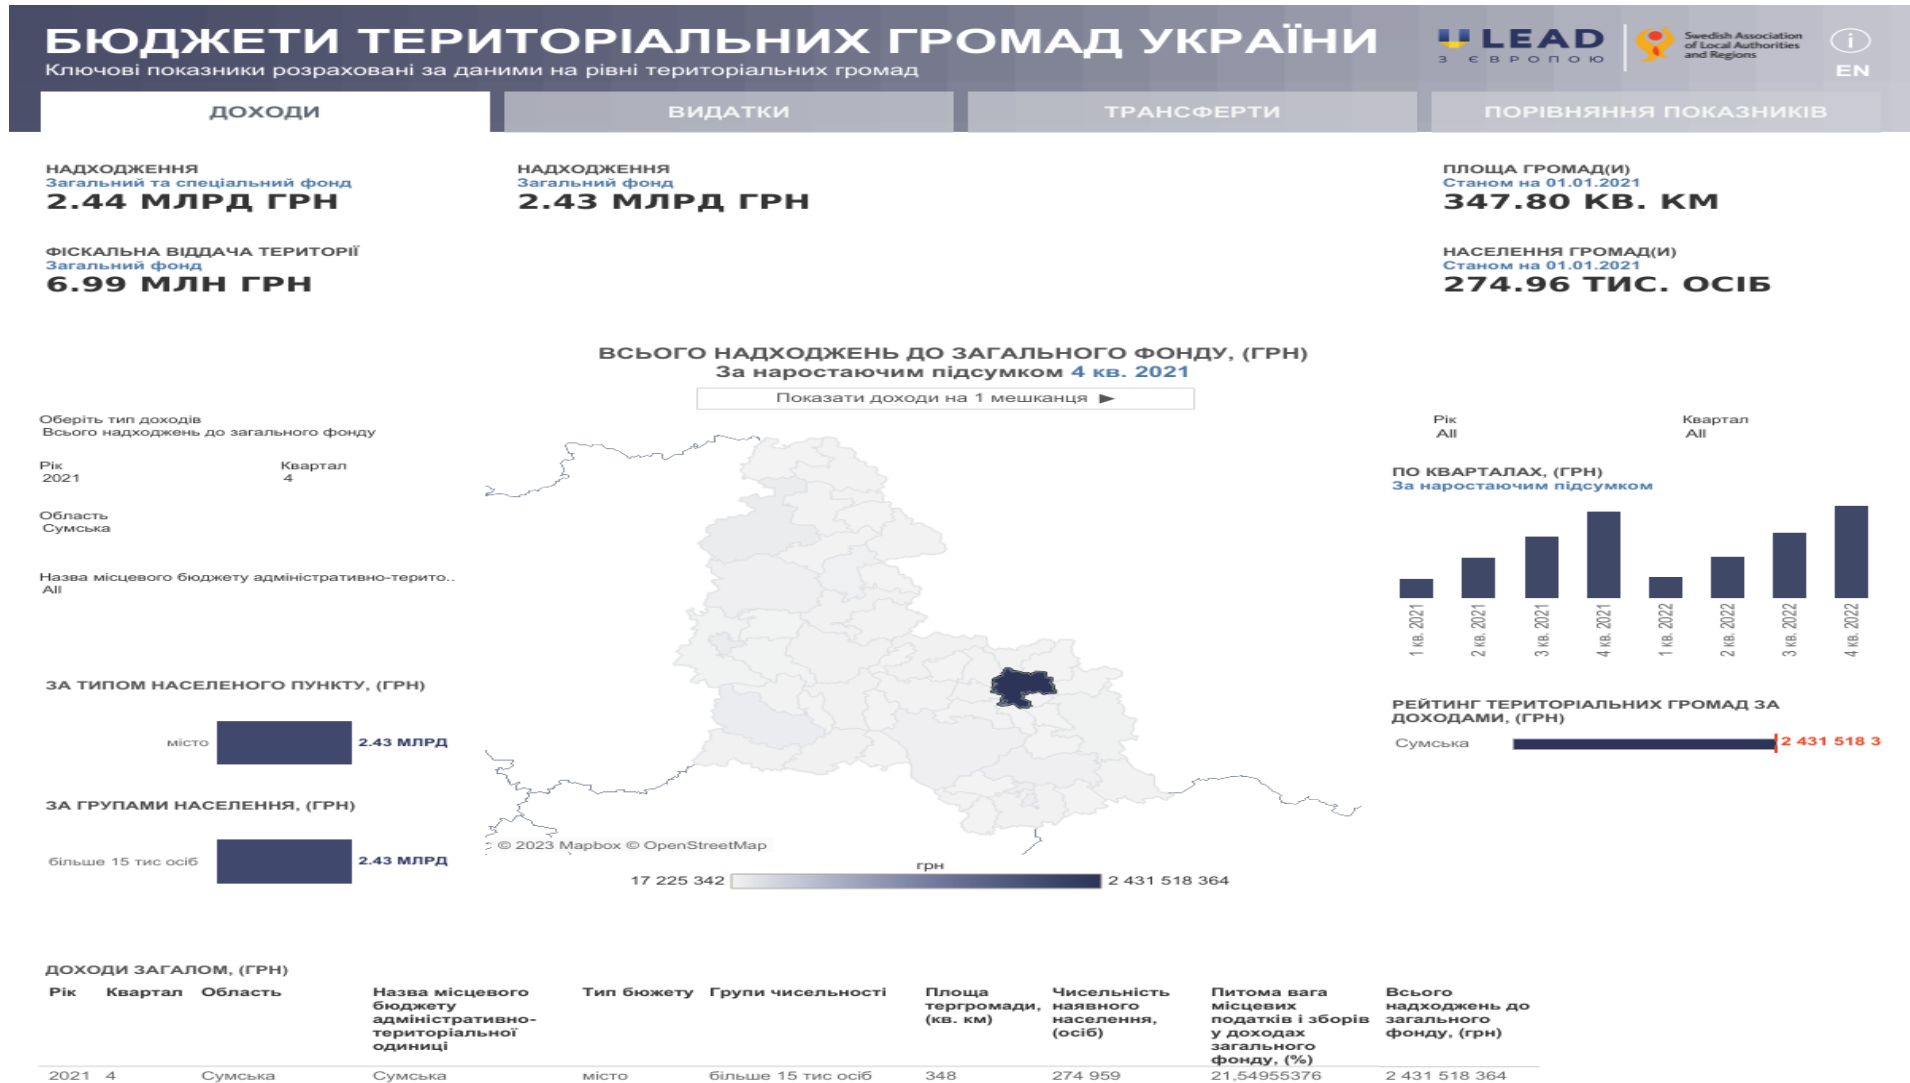 БЮДЖЕТИ ТЕРИТОРІАЛЬНИХ ГРОМАД УКРАЇНИ
Ключові показники розраховані за даними на рівні територіальних громад
U LEAD
З ЄВРОПОЮ
Swedish Association
of Local Authorities
and Regions
i
EN
ДОХОДИ
ВИДАТКИ
ТРАНСФЕРТИ
ПОРІВНЯННЯ ПОКАЗНИКІВ
НАДХОДЖЕННЯ
Загальний та спеціальний фонд
2.44 МЛРД ГРН
НАДХОДЖЕННЯ
Загальний фонд
2.43 МЛРД ГРН
ПЛОЩА ГРОМАД(И)
Станом на 01.01.2021
347.80 КВ. КМ
ФІСКАЛЬНА ВІДДАЧА ТЕРИТОРІЇ
Загальний фонд
6.99 МЛН ГРН
НАСЕЛЕННЯ ГРОМАД(И)
Станом на 01.01.2021
274.96 ТИС. ОСІБ
ВСЬОГО НАДХОДЖЕНЬ ДО ЗАГАЛЬНОГО ФОНДУ, (ГРН)
За наростаючим підсумком 4 кв. 2021
Показати доходи на 1 мешканця ►
Оберіть тип доходів
Всього надходжень до загального фонду
Рік
2021
Квартал
4
Область
Сумська
Назва місцевого бюджету адміністративно-терито..
All
ЗА ТИПОМ НАСЕЛЕНОГО ПУНКТУ, (ГРН)
місто
2.43 МЛРД
ЗА ГРУПАМИ НАСЕЛЕННЯ, (ГРН)
більше 15 тис осіб
2.43 МЛРД
© 2023 Mapbox © OpenStreetMap
грн
17 225 342
2 431 518 364
Рік
All
Квартал
All
ПО КВАРТАЛАХ, (ГРН)
За наростаючим підсумком
1 кв. 2021
2 кв. 2021
3 кв. 2021
4 кв. 2021
1 кв. 2022
2 кв. 2022
3 кв. 2022
4 кв. 2022
РЕЙТИНГ ТЕРИТОРІАЛЬНИХ ГРОМАД ЗА
ДОХОДАМИ, (ГРН)
Сумська
2 431 518 3
ДОХОДИ ЗАГАЛОМ, (ГРН)
Рік
Квартал
Область
Назва місцевого
бюджету
адміністративно-
територіальної
одиниці
Тип бюжету
Групи чисельності
Площа
тергромади,
(кв. км)
Чисельність
наявного
населення,
(осіб)
Питома вага
місцевих
податків і зборів
у доходах
загального
фонду, (%)
Всього
надходжень до
загального
фонду, (грн)
2021 4 Сумська Сумська місто більше 15 тис осіб 348 274 959 21,54955376 2 431 518 364